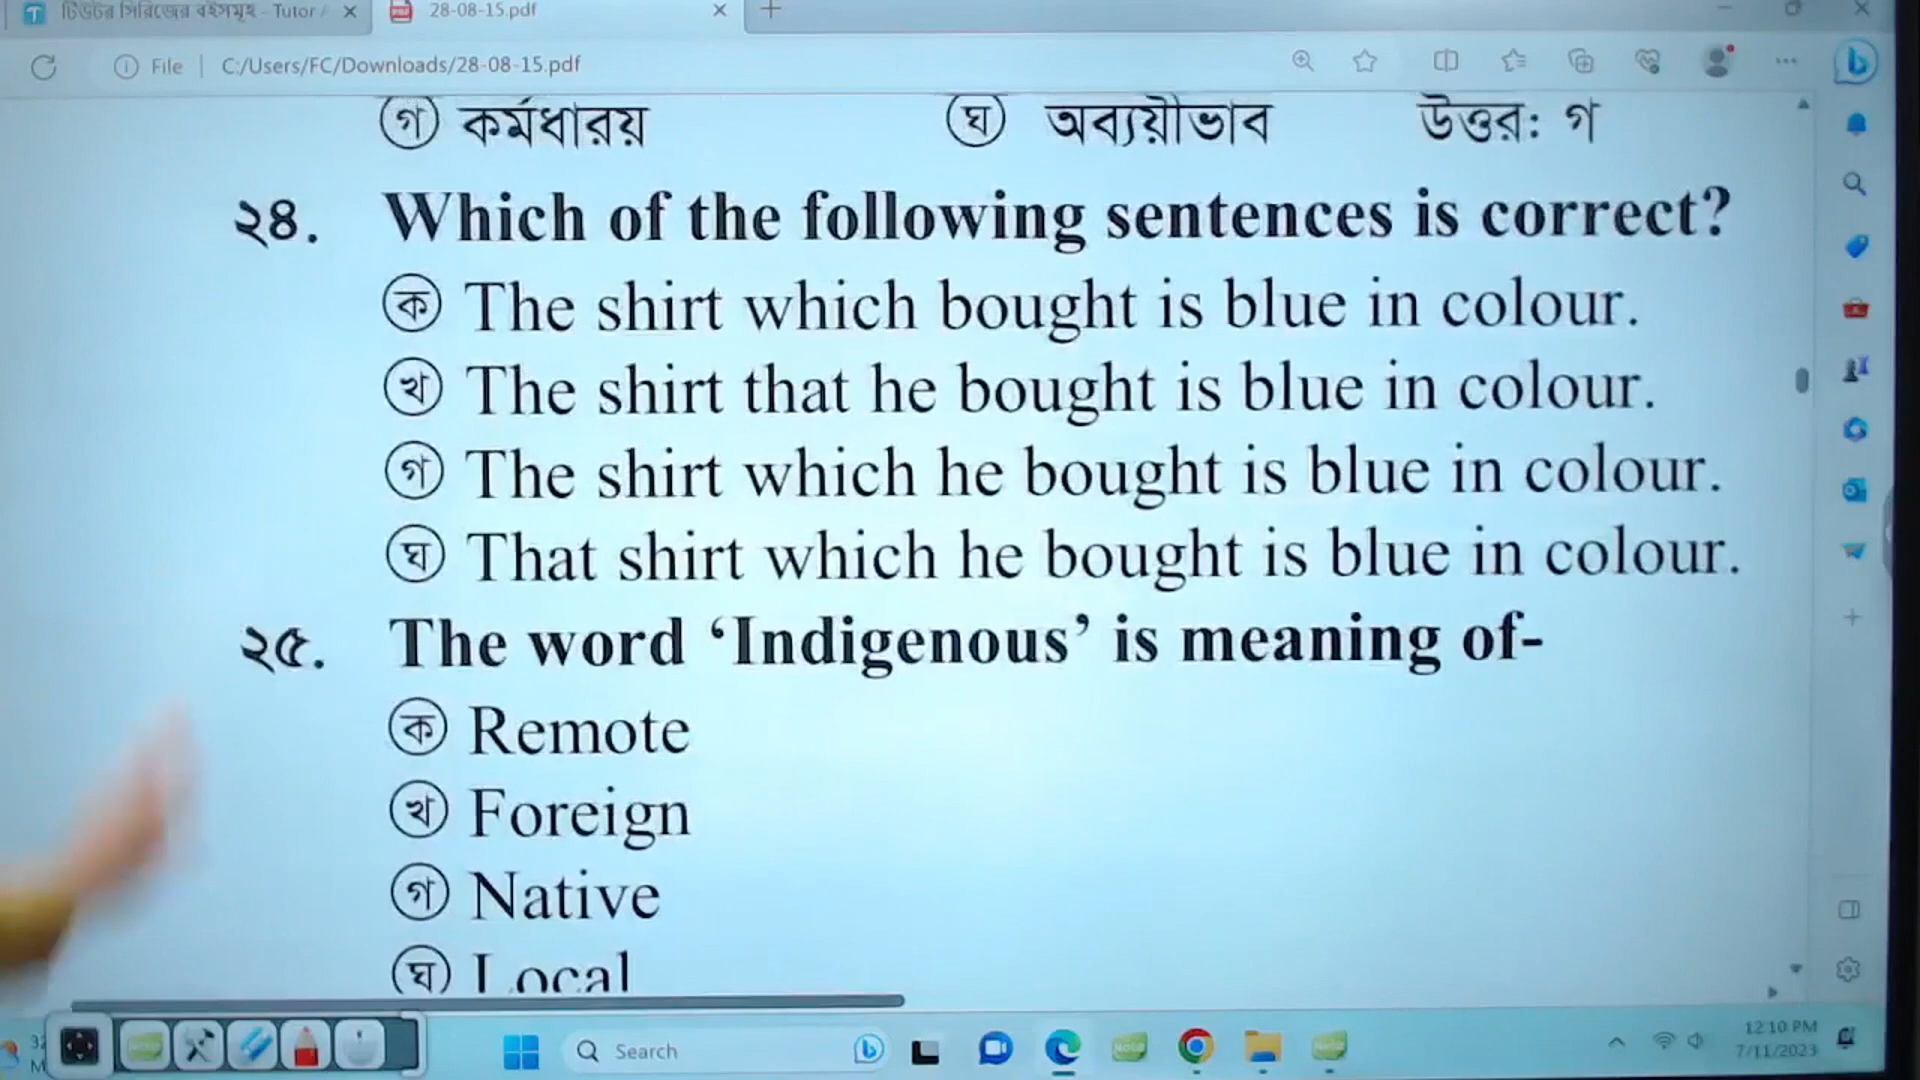 টিউটর সিরিজের বইসমূহ - Tutor
28-08-15.pdf
File C:/Users/FC/Downloads/28-08-15.pdf
গ কর্মধারয় ঘ অব্যয়ীভাব উত্তরঃ গ
২৪. Which of the following sentences is correct?
ক The shirt which bought is blue in colour.
খ The shirt that he bought is blue in colour.
গ The shirt which he bought is blue in colour.
ঘ That shirt which he bought is blue in colour.
২৫. The word ‘Indigenous’ is meaning of-
ক Remote
খ Foreign
গ Native
ঘ Local
Search
12:10 PM
7/11/2023